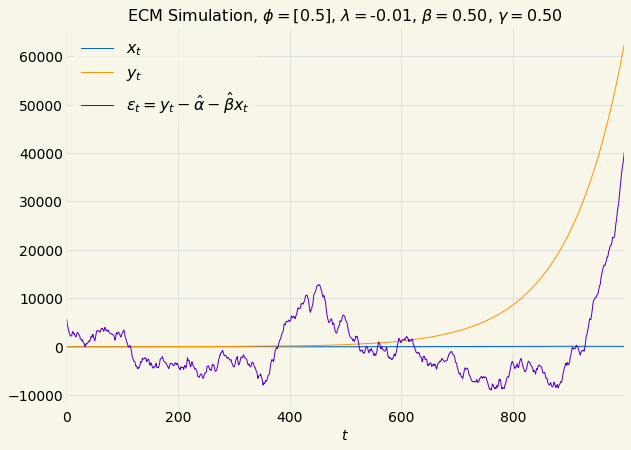 ECM Simulation, ϕ = [0.5], λ = -0.01, β = 0.50, γ = 0.50
60000
50000
40000
30000
20000
10000
0
−10000
x_t
y_t
ε_t = y_t − α̂ − β̂x_t
0 200 400 600 800
t